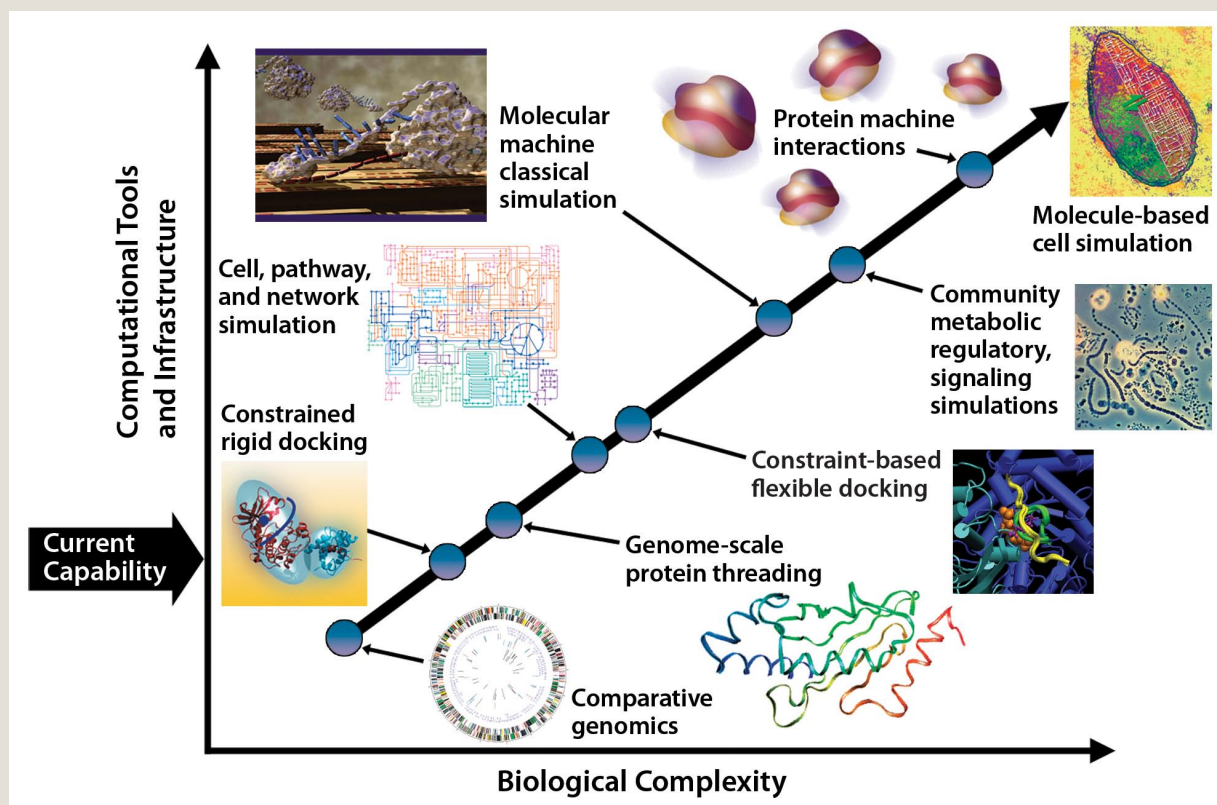 Computational Tools
and Infrastructure
Molecular
machine
classical
simulation
Protein machine
interactions
Molecule-based
cell simulation
Cell, pathway,
and network
simulation
Community
metabolic
regulatory,
signaling
simulations
Constrained
rigid docking
Constraint-based
flexible docking
Current
Capability
Genome-scale
protein threading
Comparative
genomics
Biological Complexity